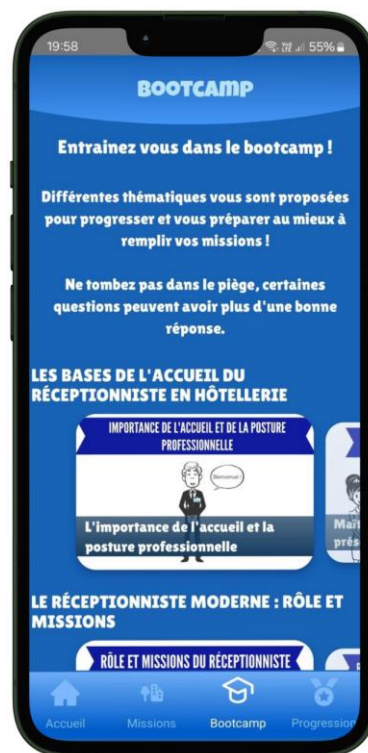 19:58
55%
BOOTCAMP
Entrainez vous dans le bootcamp !
Différentes thématiques vous sont proposées
pour progresser et vous préparer au mieux à
remplir vos missions !
Ne tombez pas dans le piège, certaines
questions peuvent avoir plus d'une bonne
réponse.
LES BASES DE L'ACCUEIL DU
RÉCEPTIONNISTE EN HÔTELLERIE
IMPORTANCE DE L'ACCUEIL ET DE LA POSTURE
PROFESSIONNELLE
Bienvenue !
L'importance de l'accueil et la
posture professionnelle
LE RÉCEPTIONNISTE MODERNE : RÔLE ET
MISSIONS
RÔLE ET MISSIONS DU RÉCEPTIONNISTE
Accueil
Missions
Bootcamp
Progression